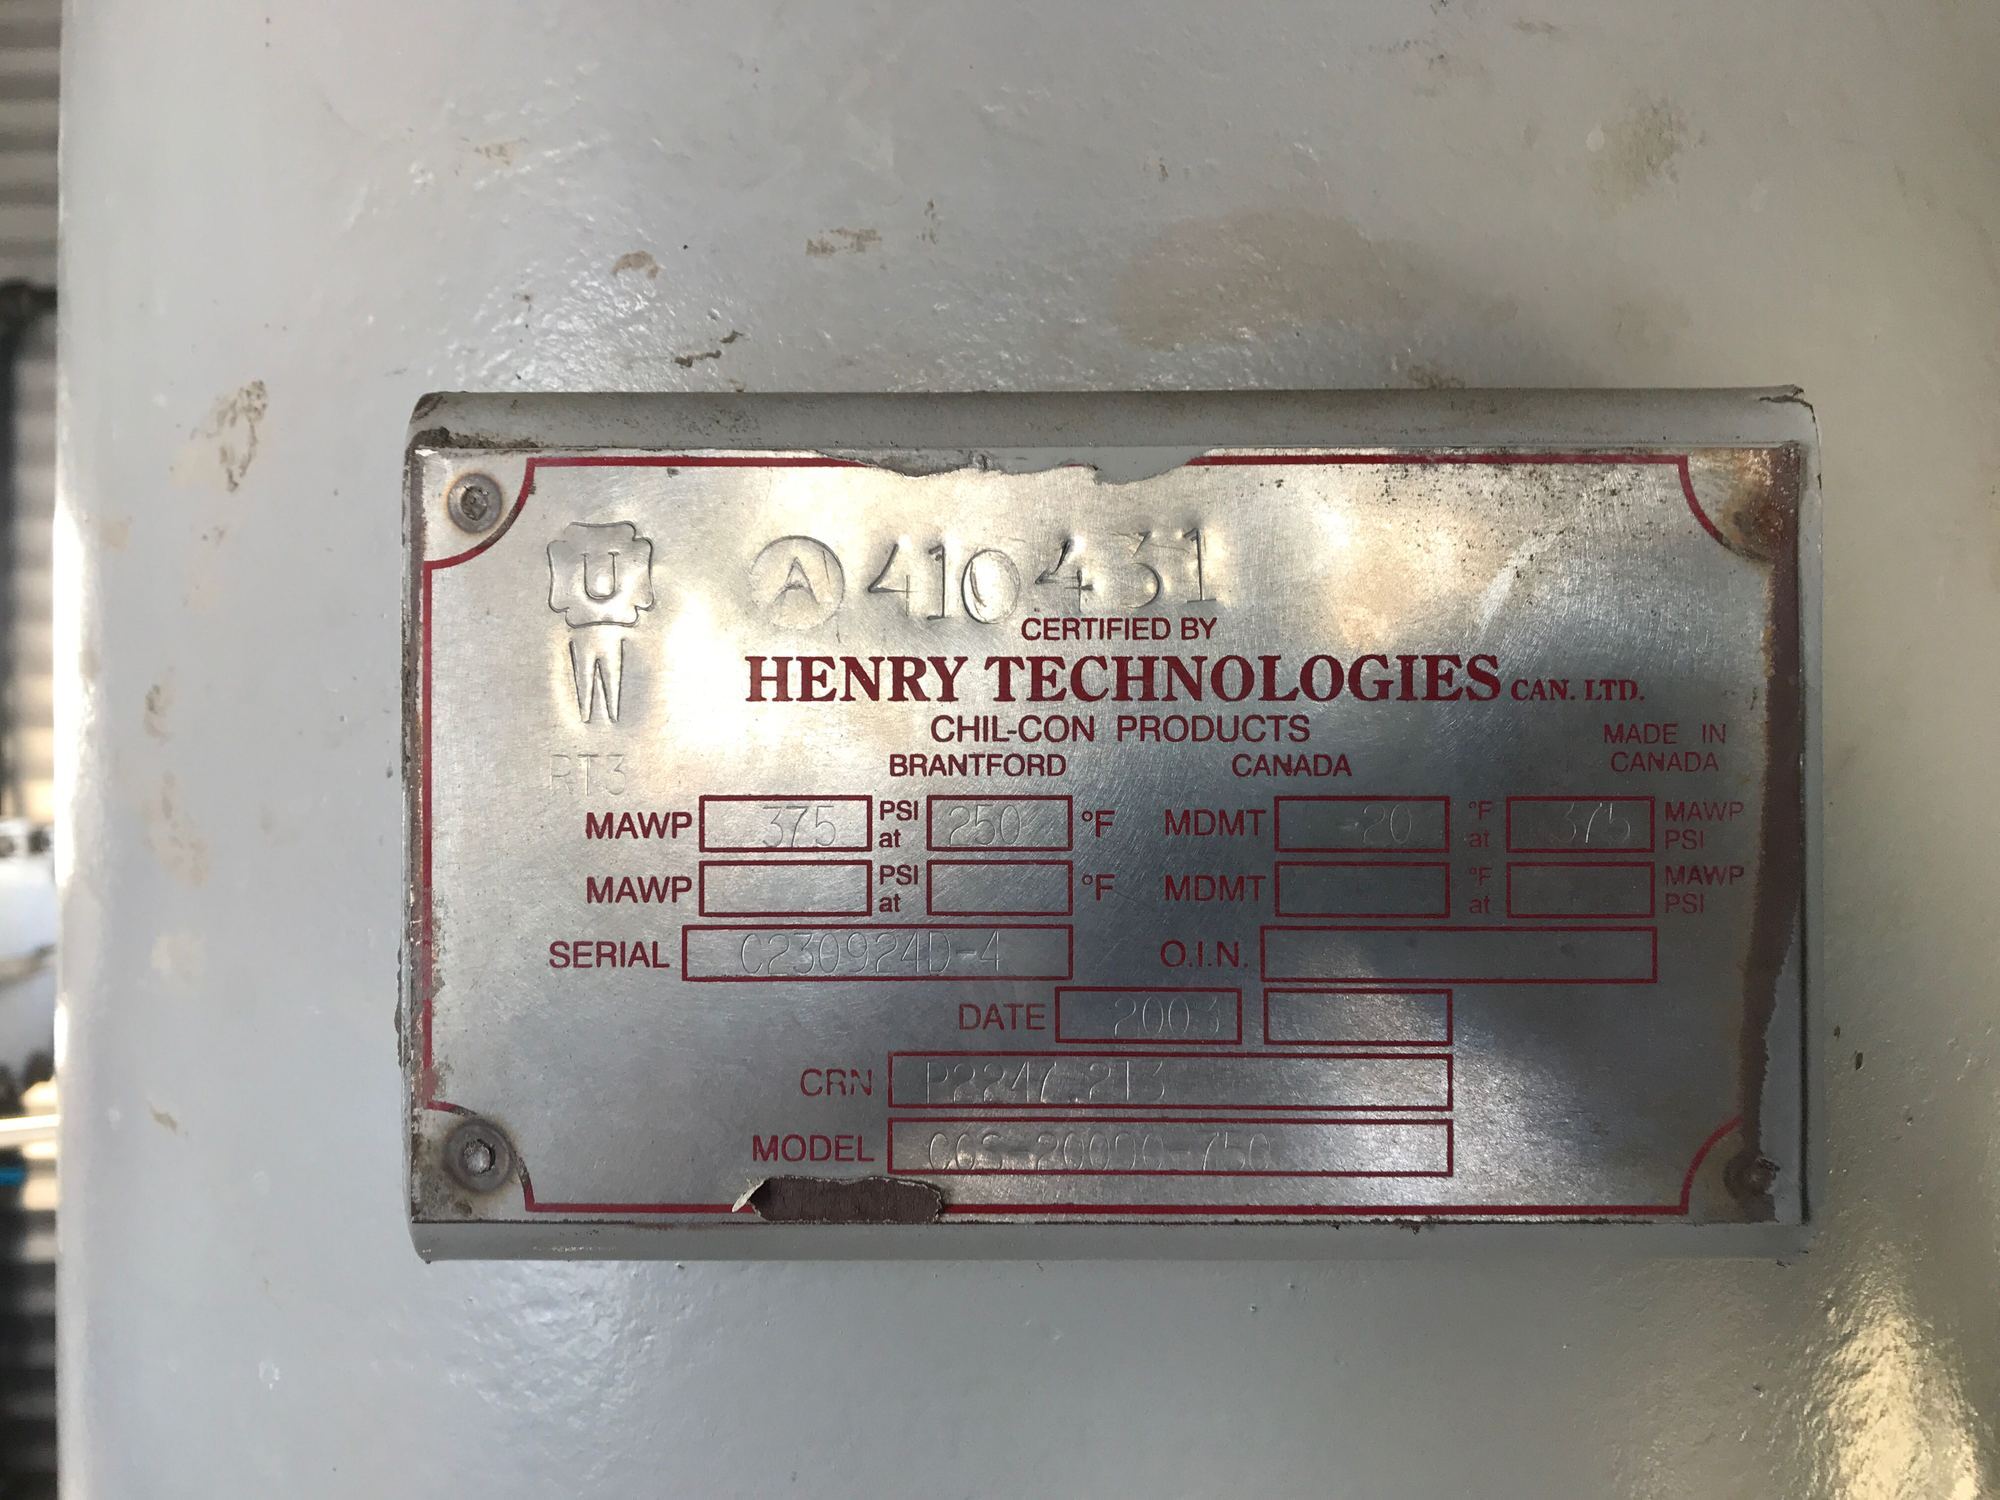 U
A 410431
W
CERTIFIED BY
HENRY TECHNOLOGIES CAN. LTD.
CHIL-CON PRODUCTS
BRANTFORD CANADA
MADE IN CANADA
RT3
MAWP 375 PSI at 250 °F MDMT -20 °F at 375 MAWP PSI
MAWP PSI at °F MDMT °F at MAWP PSI
SERIAL C230924D-4 O.I.N.
DATE 2003
CRN
MODEL